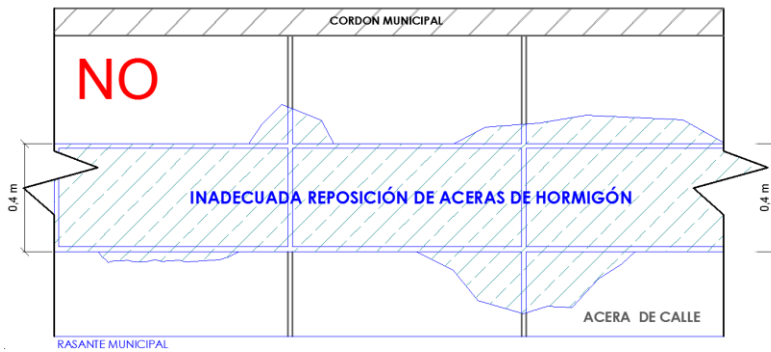 CORDON MUNICIPAL
NO
0,4 m
INADECUADA REPOSICIÓN DE ACERAS DE HORMIGÓN
0,4 m
ACERA DE CALLE
RASANTE MUNICIPAL